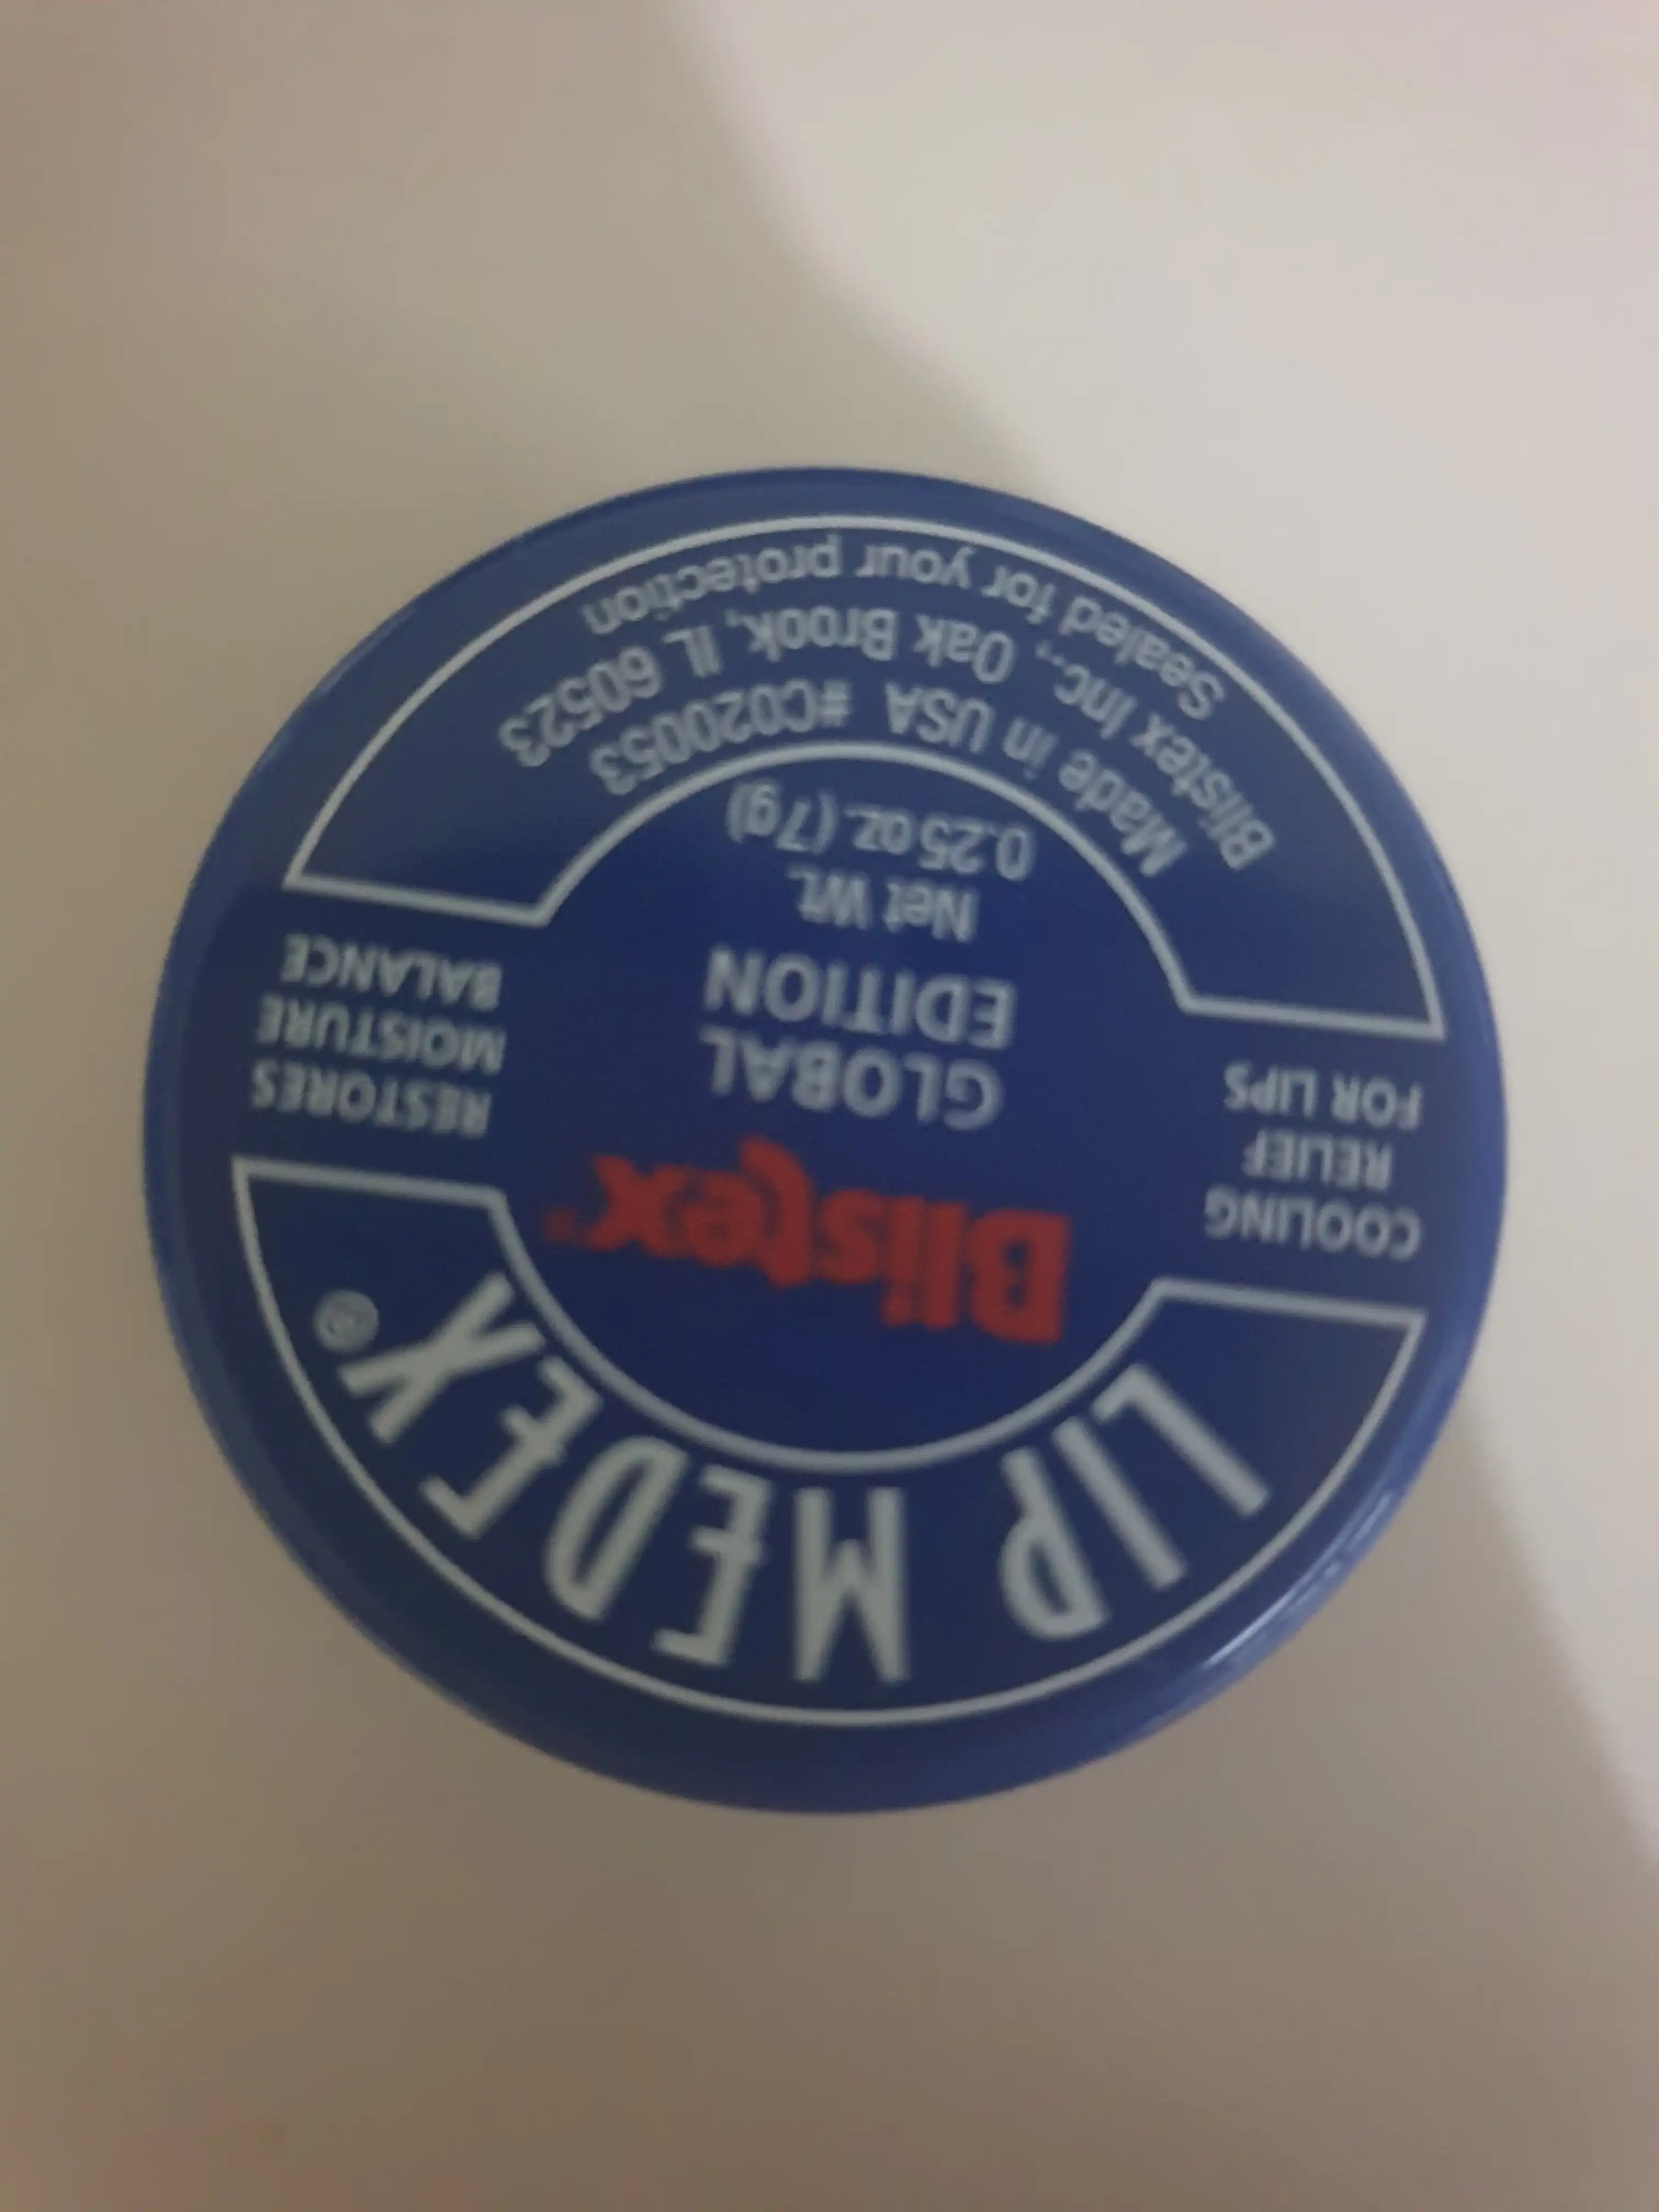 LIP MEDEX®
COOLING
RELIEF
FOR LIPS
Blistex®
GLOBAL
EDITION
Net Wt.
0.25 oz. (7g)
RESTORES
MOISTURE
BALANCE
Made in USA #C020053
Blistex Inc., Oak Brook, IL 60523
Sealed for your protection